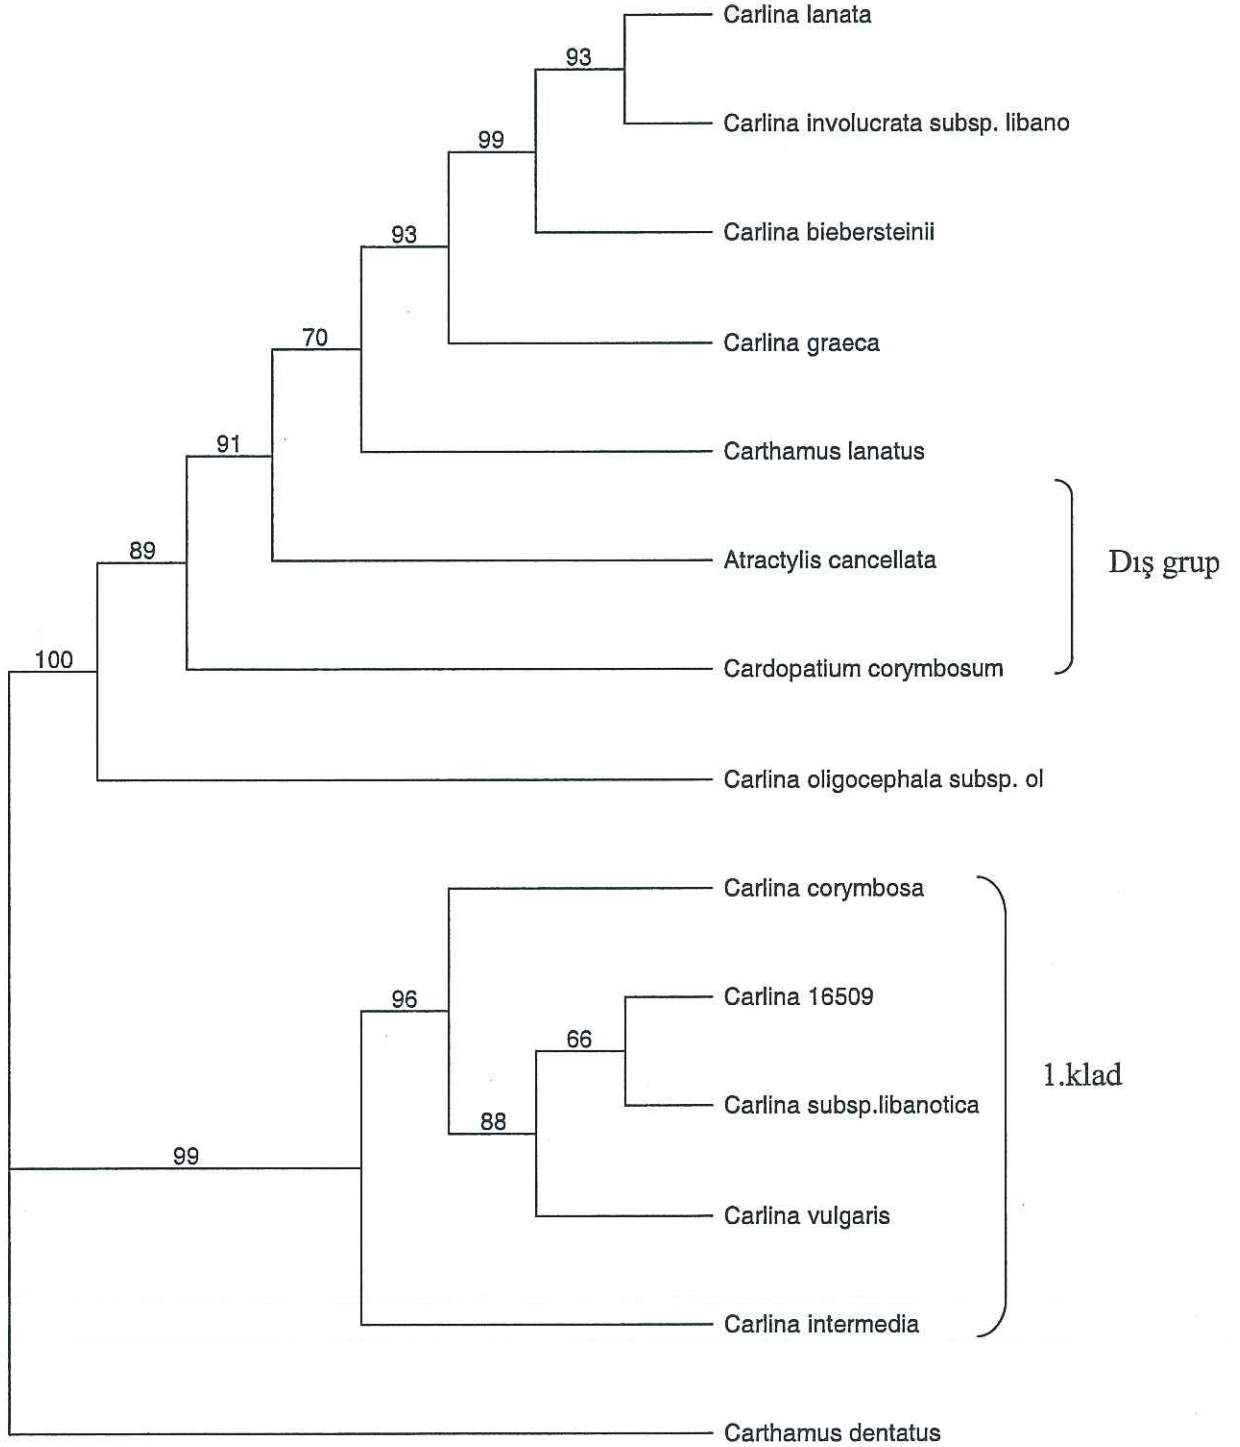 Carlina lanata
93
Carlina involucrata subsp. libano
99
Carlina biebersteinii
93
Carlina graeca
70
Carthamus lanatus
91
Atractylis cancellata
Dış grup
89
Cardopatium corymbosum
100
Carlina oligocephala subsp. ol
Carlina corymbosa
96
Carlina 16509
66
Carlina subsp.libanotica
1.klad
88
Carlina vulgaris
99
Carlina intermedia
Carthamus dentatus